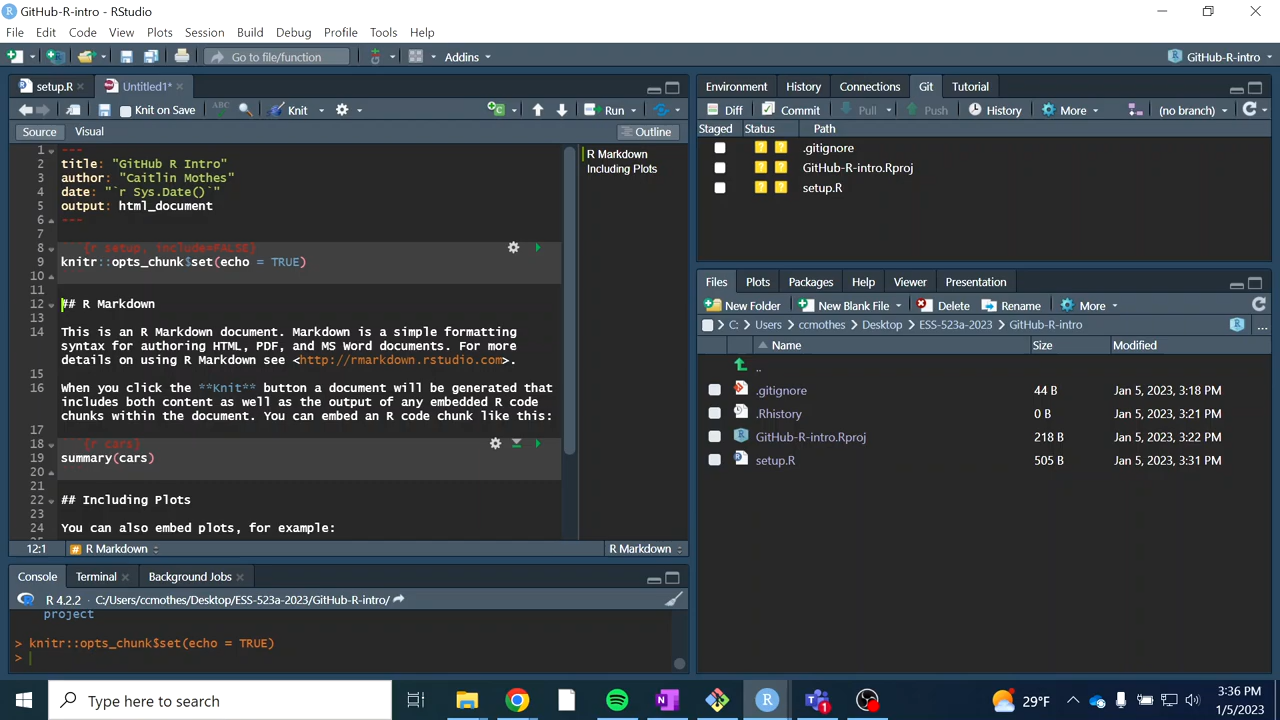 GitHub-R-intro - RStudio
File Edit Code View Plots Session Build Debug Profile Tools Help
Go to file/function Addins GitHub-R-intro
setup.R Untitled1*
Knit on Save ABC Knit Run
Source Visual Outline
1 ---
2 title: "GitHub R Intro"
3 author: "Caitlin Mothes"
4 date: "`r Sys.Date()`"
5 output: html_document
6 ---
7
8 ```{r setup, include=FALSE}
9 knitr::opts_chunk$set(echo = TRUE)
10
11
12 ## R Markdown
13
14 This is an R Markdown document. Markdown is a simple formatting
syntax for authoring HTML, PDF, and MS Word documents. For more
details on using R Markdown see <http://rmarkdown.rstudio.com>.
15
16 When you click the **Knit** button a document will be generated that
includes both content as well as the output of any embedded R code
chunks within the document. You can embed an R code chunk like this:
17
18 ```{r cars}
19 summary(cars)
20
21
22 ## Including Plots
23
24 You can also embed plots, for example:
R Markdown
Including Plots
12:1 # R Markdown R Markdown
Console Terminal Background Jobs
R 4.2.2 · C:/Users/ccmothes/Desktop/ESS-523a-2023/GitHub-R-intro/
project
> knitr::opts_chunk$set(echo = TRUE)
>
Environment History Connections Git Tutorial
Diff Commit Pull Push History More (no branch)
Staged Status Path
? ? .gitignore
? ? GitHub-R-intro.Rproj
? ? setup.R
Files Plots Packages Help Viewer Presentation
New Folder New Blank File Delete Rename More
C: > Users > ccmothes > Desktop > ESS-523a-2023 > GitHub-R-intro ...
Name Size Modified
..
.gitignore 44 B Jan 5, 2023, 3:18 PM
.Rhistory 0 B Jan 5, 2023, 3:21 PM
GitHub-R-intro.Rproj 218 B Jan 5, 2023, 3:22 PM
setup.R 505 B Jan 5, 2023, 3:31 PM
Type here to search
29°F
3:36 PM
1/5/2023